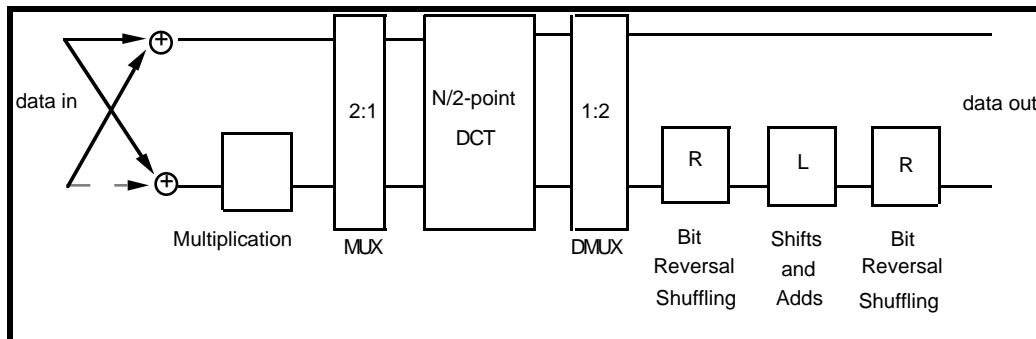 data in
2:1
N/2-point
DCT
1:2
data out
R
L
R
Multiplication
MUX
DMUX
Bit
Reversal
Shuffling
Shifts
and
Adds
Bit
Reversal
Shuffling